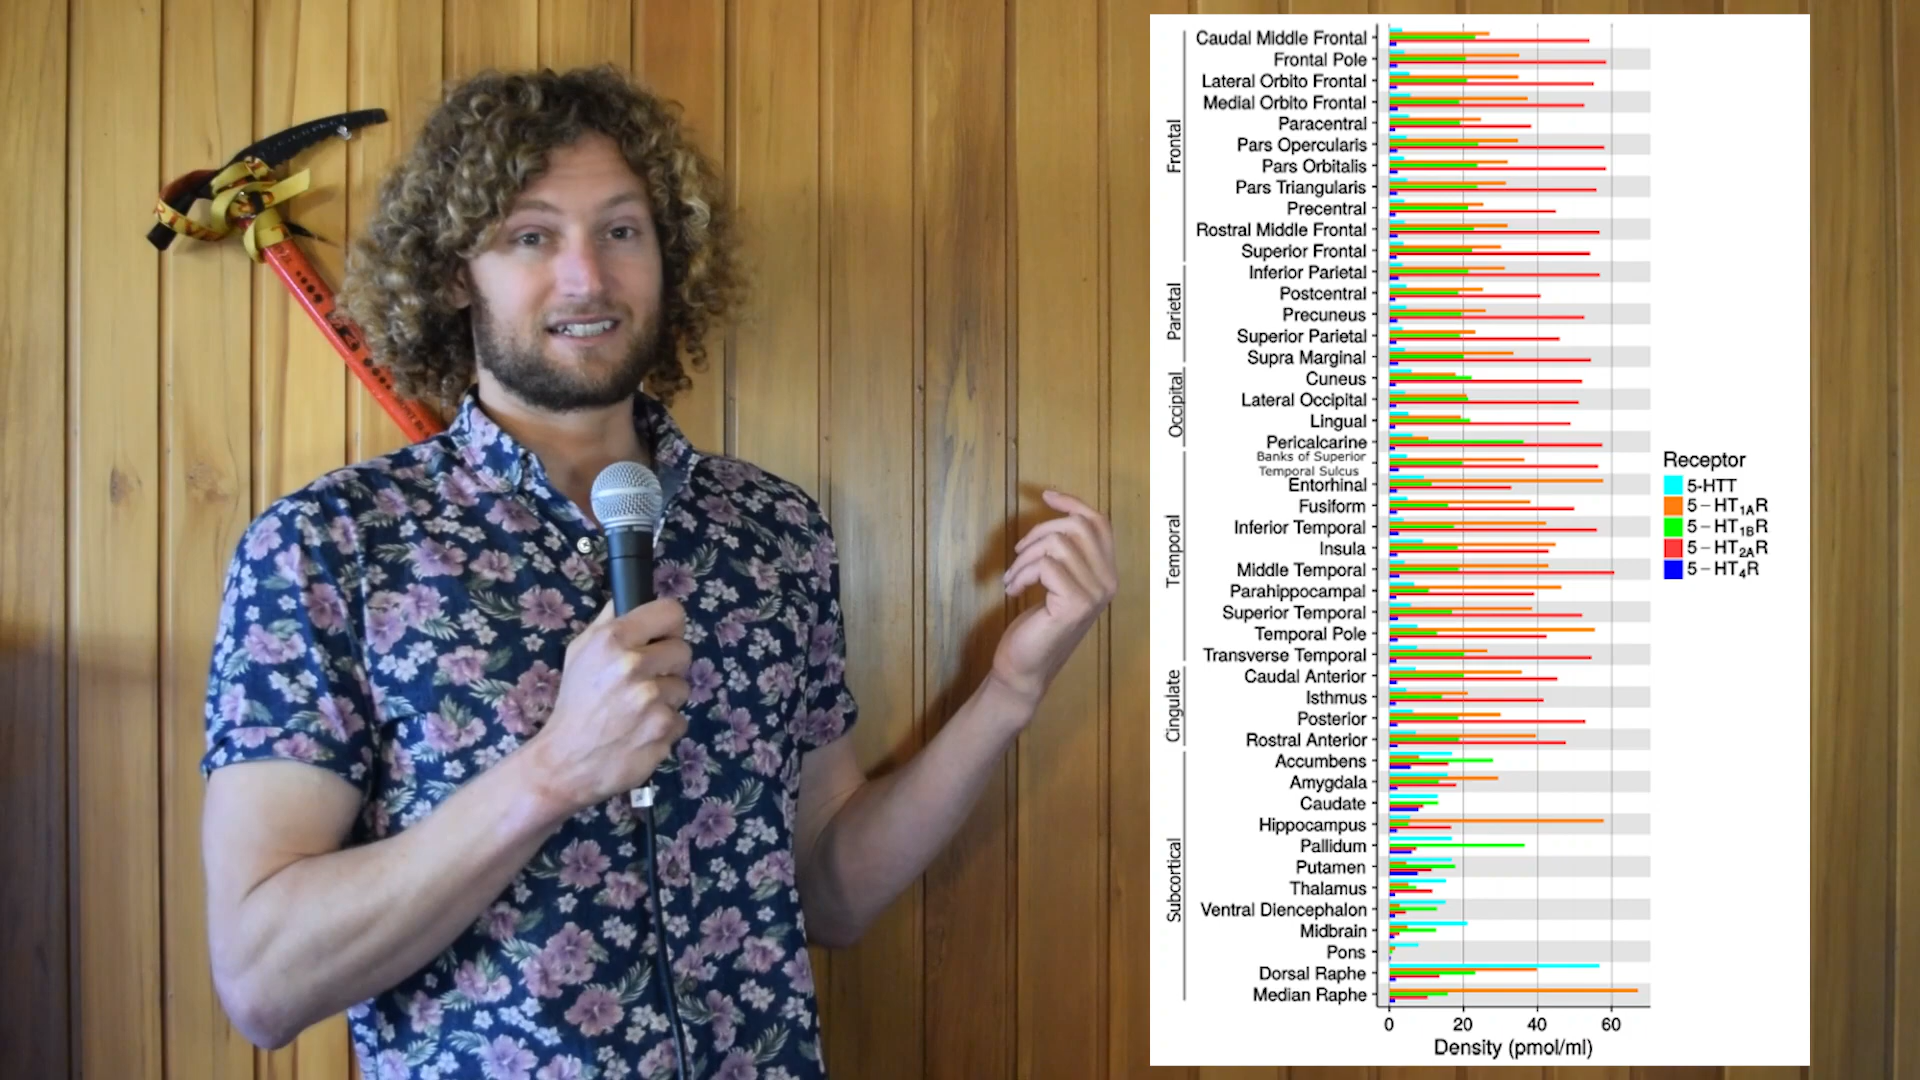 Frontal
Caudal Middle Frontal
Frontal Pole
Lateral Orbito Frontal
Medial Orbito Frontal
Paracentral
Pars Opercularis
Pars Orbitalis
Pars Triangularis
Precentral
Rostral Middle Frontal
Superior Frontal
Parietal
Inferior Parietal
Postcentral
Precuneus
Superior Parietal
Supra Marginal
Occipital
Cuneus
Lateral Occipital
Lingual
Pericalcarine
Temporal
Banks of Superior
Temporal Sulcus
Entorhinal
Fusiform
Inferior Temporal
Insula
Middle Temporal
Parahippocampal
Superior Temporal
Temporal Pole
Transverse Temporal
Cingulate
Caudal Anterior
Isthmus
Posterior
Rostral Anterior
Subcortical
Accumbens
Amygdala
Caudate
Hippocampus
Pallidum
Putamen
Thalamus
Ventral Diencephalon
Midbrain
Pons
Dorsal Raphe
Median Raphe
0 20 40 60
Density (pmol/ml)
Receptor
5-HTT
5-HT1AR
5-HT1BR
5-HT2AR
5-HT4R